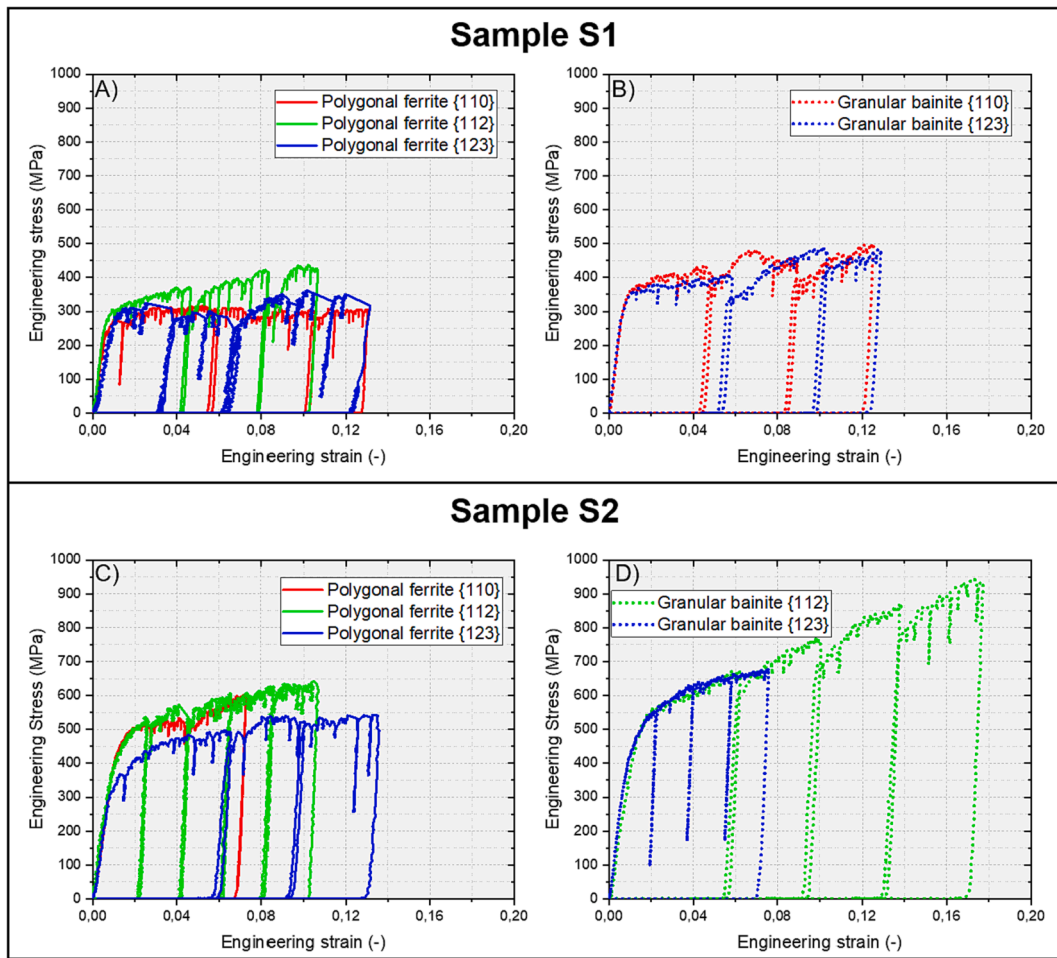 Sample S1
A)
Polygonal ferrite {110}
Polygonal ferrite {112}
Polygonal ferrite {123}
1000
900
800
700
600
500
400
300
200
100
0
Engineering stress (MPa)
0,00 0,04 0,08 0,12 0,16 0,20
Engineering strain (-)
B)
Granular bainite {110}
Granular bainite {123}
1000
900
800
700
600
500
400
300
200
100
0
Engineering stress (MPa)
0,00 0,04 0,08 0,12 0,16 0,20
Engineering strain (-)
Sample S2
C)
Polygonal ferrite {110}
Polygonal ferrite {112}
Polygonal ferrite {123}
1000
900
800
700
600
500
400
300
200
100
0
Engineering Stress (MPa)
0,00 0,04 0,08 0,12 0,16 0,20
Engineering strain (-)
D)
Granular bainite {112}
Granular bainite {123}
1000
900
800
700
600
500
400
300
200
100
0
Engineering stress (MPa)
0,00 0,04 0,08 0,12 0,16 0,20
Engineering strain (-)